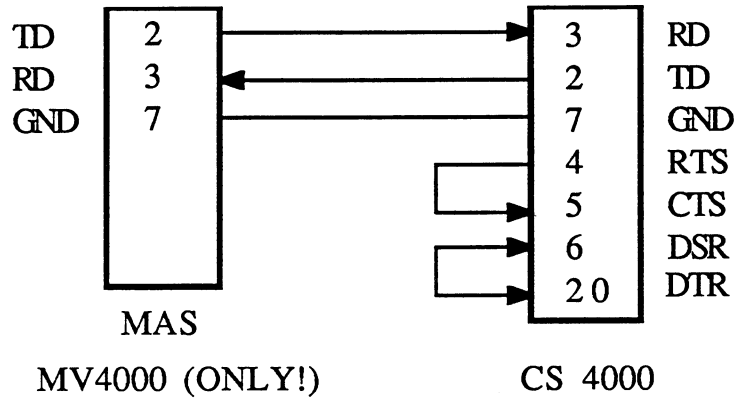 TD 2 3 RD
RD 3 2 TD
GND 7 7 GND
4 RTS
5 CTS
6 DSR
20 DTR
MAS
MV4000 (ONLY!) CS 4000